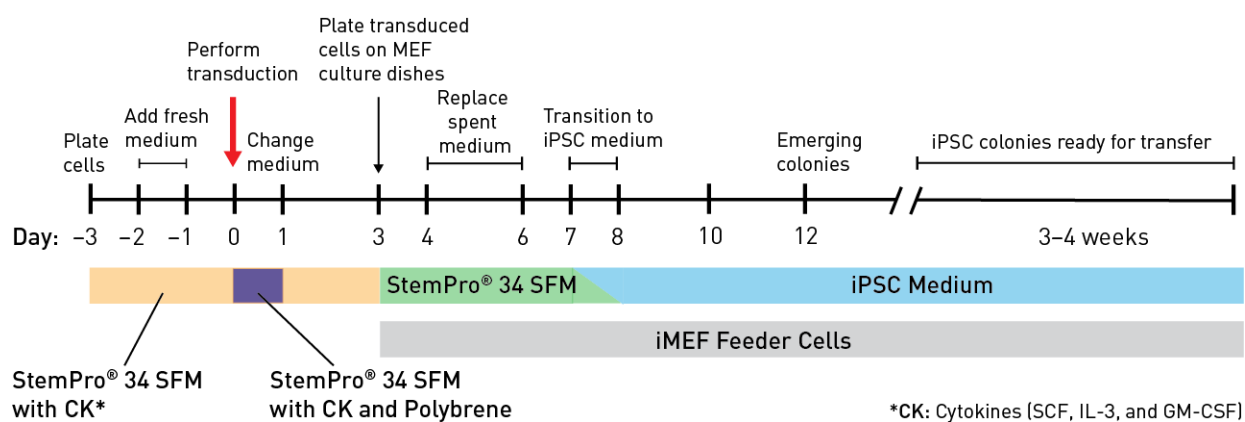 Perform
transduction
Plate transduced
cells on MEF
culture dishes
Plate
cells
Add fresh
medium
Change
medium
Replace
spent
medium
Transition to
iPSC medium
Emerging
colonies
iPSC colonies ready for transfer
Day: –3 –2 –1 0 1 3 4 6 7 8 10 12 3–4 weeks
StemPro® 34 SFM
iPSC Medium
iMEF Feeder Cells
StemPro® 34 SFM
with CK*
StemPro® 34 SFM
with CK and Polybrene
*CK: Cytokines (SCF, IL-3, and GM-CSF)